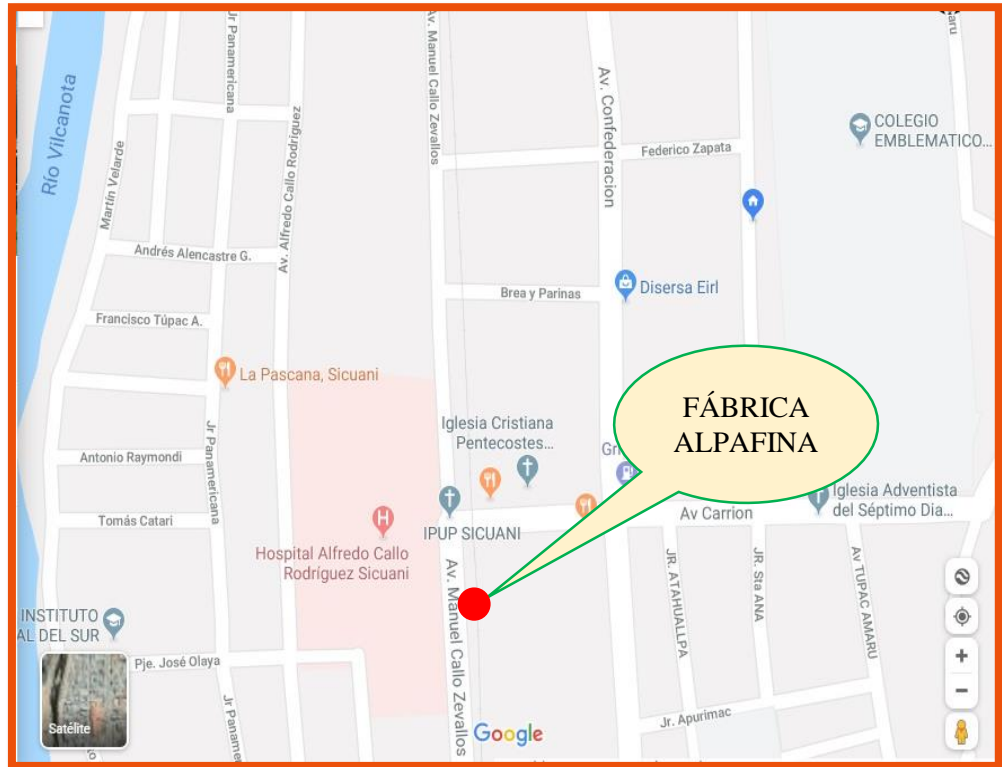 Jr Panamericana
Av. Manuel Callo Zevallos
Río Vilcanota
Martín Velarde
Av. Alfredo Callo Rodriguez
Av. Confederacion
Federico Zapata
COLEGIO
EMBLEMATICO...
Andrés Alencastre G.
Brea y Parinas
Disersa Eirl
Francisco Túpac A.
La Pascana, Sicuani
FÁBRICA
ALPAFINA
Iglesia Cristiana
Pentecostes...
Antonio Raymondi
Jr Panamericana
Tomás Catari
IPUP SICUANI
Av Carrion
Iglesia Adventista
del Séptimo Dia...
Hospital Alfredo Callo
Rodríguez Sicuani
JR. ATAHUALLPA
JR. Sta ANA
Av TUPAC AMARU
Av. Manuel Callo Zevallos
INSTITUTO
AL DEL SUR
Pje. José Olaya
Satélite
Jr Paname
Google
Jr. Apurimac